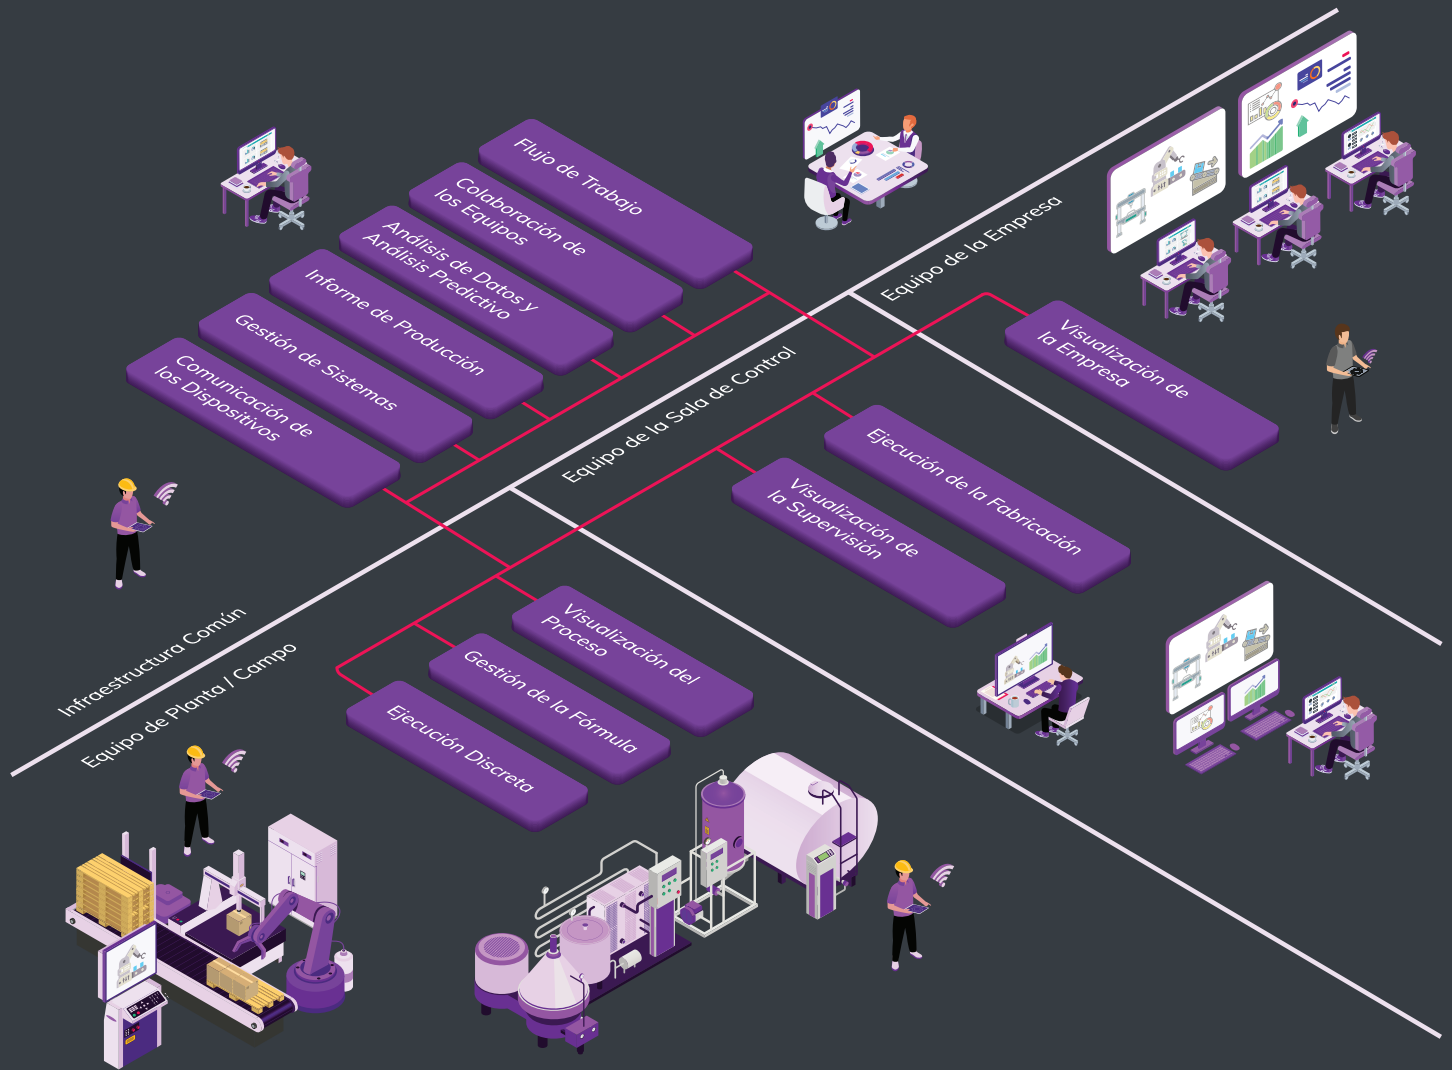 Flujo de Trabajo
Colaboración de
los Equipos
Análisis de Datos y
Análisis Predictivo
Informe de Producción
Gestión de Sistemas
Comunicación de
los Dispositivos
Equipo de la Empresa
Equipo de la Sala de Control
Infraestructura Común
Equipo de Planta / Campo
Visualización de
la Empresa
Ejecución de la Fabricación
Visualización de
la Supervisión
Visualización del
Proceso
Gestión de la Fórmula
Ejecución Discreta